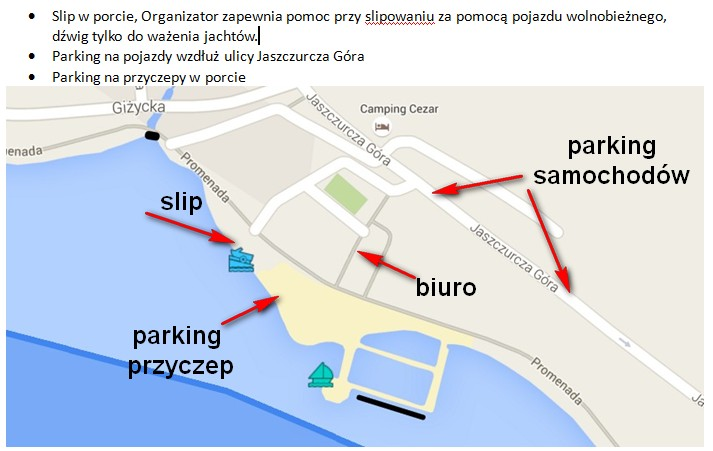 • Slip w porcie, Organizator zapewnia pomoc przy slipowaniu za pomocą pojazdu wolnobieżnego,
dźwig tylko do ważenia jachtów.
• Parking na pojazdy wzdłuż ulicy Jaszczurcza Góra
• Parking na przyczepy w porcie
Giżycka
Jaszczurcza Góra
Camping Cezar
enada
Promenada
parking
samochodów
slip
Jaszczurcza Góra
biuro
parking
przyczep
Promenada